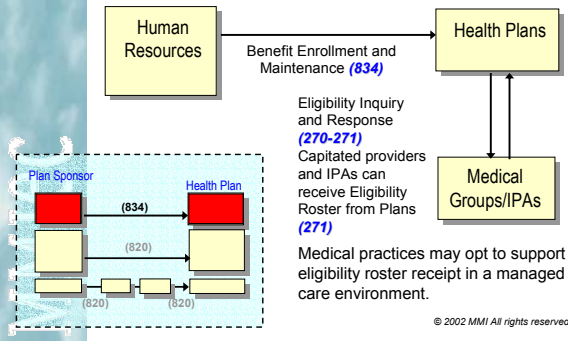 Human
Resources
Health Plans
Benefit Enrollment and
Maintenance (834)
Eligibility Inquiry
and Response
(270-271)
Capitated providers
and IPAs can
receive Eligibility
Roster from Plans
(271)
Medical
Groups/IPAs
Plan Sponsor
Health Plan
(834)
(820)
(820)
(820)
Medical practices may opt to support
eligibility roster receipt in a managed
care environment.
© 2002 MMI All rights reserved